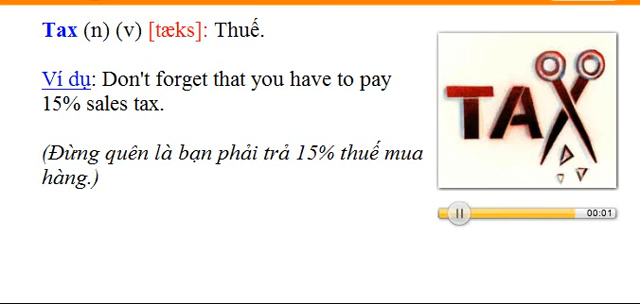 Tax (n) (v) [tæks]: Thuế.
Ví dụ: Don't forget that you have to pay
15% sales tax.
(Đừng quên là bạn phải trả 15% thuế mua
hàng.)
TAX
00:01